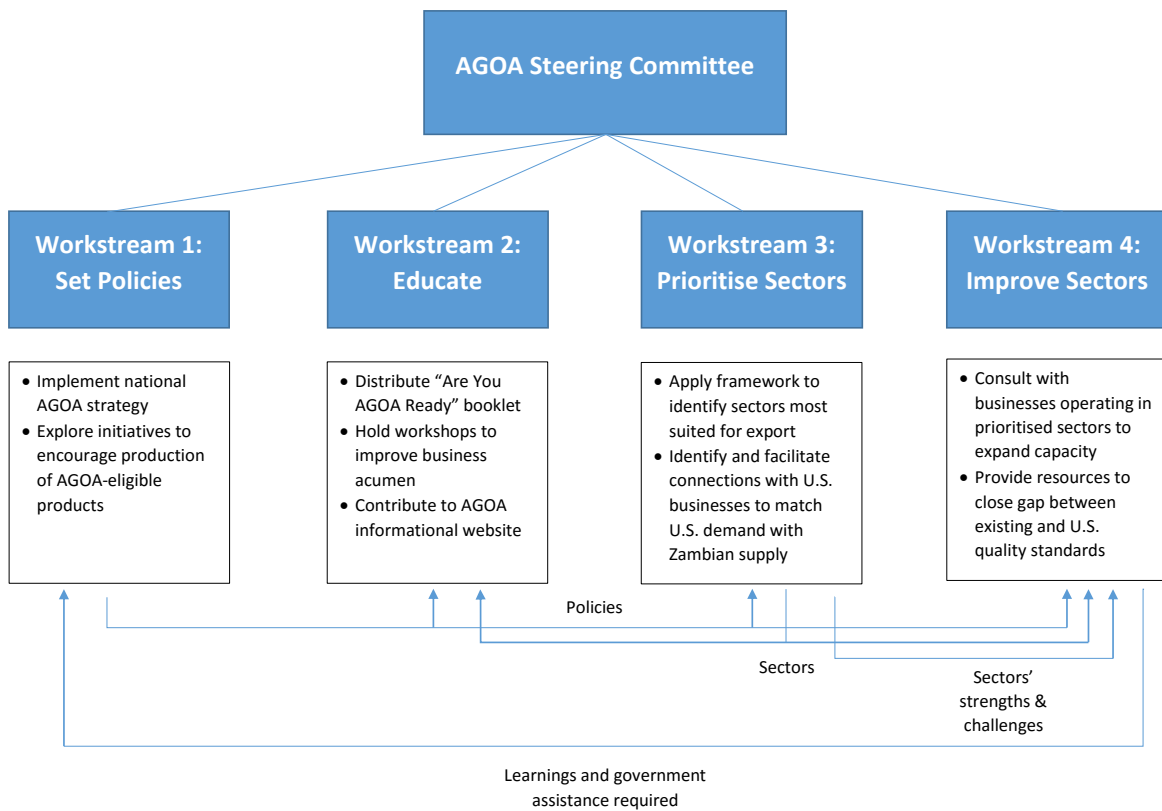 AGOA Steering Committee
Workstream 1:
Set Policies
Workstream 2:
Educate
Workstream 3:
Prioritise Sectors
Workstream 4:
Improve Sectors
• Implement national
AGOA strategy
• Explore initiatives to
encourage production
of AGOA-eligible
products
• Distribute “Are You
AGOA Ready” booklet
• Hold workshops to
improve business
acumen
• Contribute to AGOA
informational website
• Apply framework to
identify sectors most
suited for export
• Identify and facilitate
connections with U.S.
businesses to match
U.S. demand with
Zambian supply
• Consult with
businesses operating in
prioritised sectors to
expand capacity
• Provide resources to
close gap between
existing and U.S.
quality standards
Policies
Sectors
Sectors’
strengths &
challenges
Learnings and government
assistance required